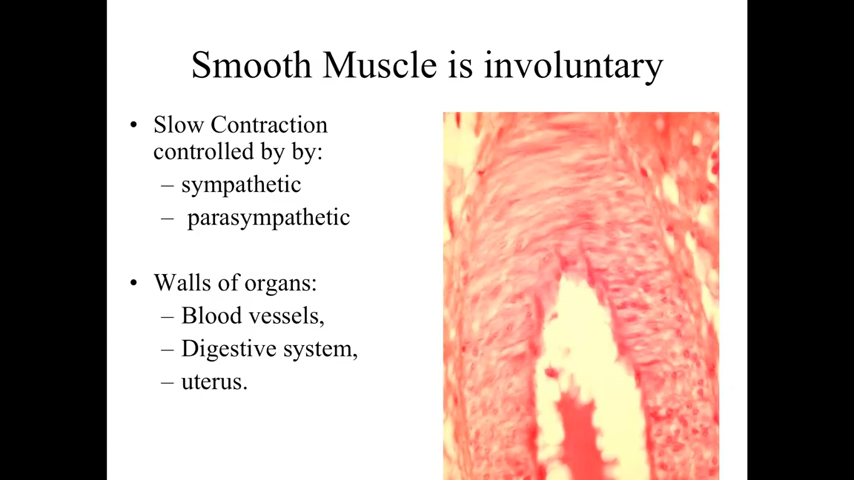 Smooth Muscle is involuntary
• Slow Contraction
controlled by by:
– sympathetic
– parasympathetic
• Walls of organs:
– Blood vessels,
– Digestive system,
– uterus.